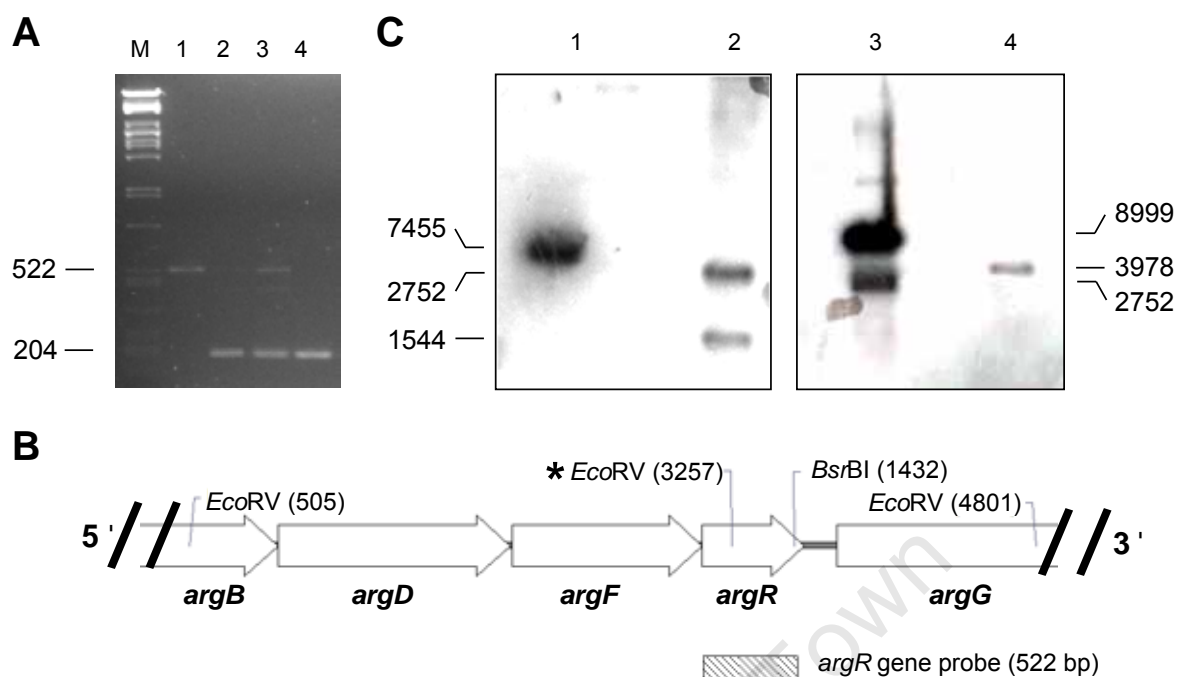 A
M 1 2 3 4
522
204
C
1 2 3 4
7455
2752
1544
8999
3978
2752
B
* EcoRV (3257)
BsrBI (1432)
EcoRV (505)
EcoRV (4801)
5 '
3 '
argB argD argF argR argG
Town
argR gene probe (522 bp)